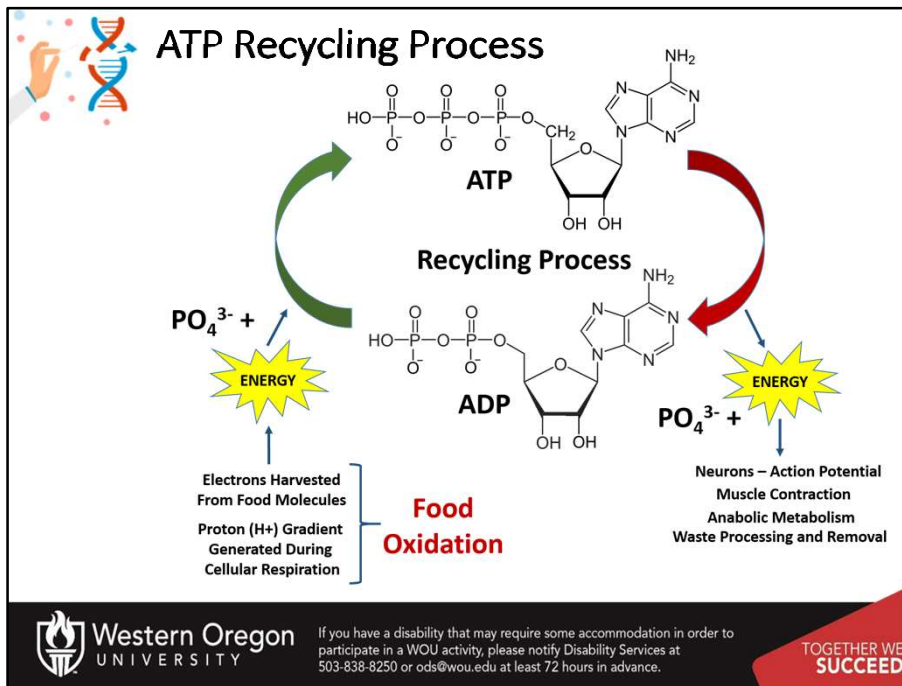 ATP Recycling Process
NH₂
O O O
N N
HO—P—O—P—O—P—O CH₂ N N
O⁻ O⁻ O⁻ O
ATP
OH OH
Recycling Process
NH₂
PO₄³⁻ +
O O
N N
HO—P—O—P—O N N
O⁻ O⁻ O
ENERGY
ADP
ENERGY
PO₄³⁻ +
OH OH
Electrons Harvested
From Food Molecules
Proton (H+) Gradient
Generated During
Cellular Respiration
Food
Oxidation
Neurons – Action Potential
Muscle Contraction
Anabolic Metabolism
Waste Processing and Removal
Western Oregon
UNIVERSITY
If you have a disability that may require some accommodation in order to
participate in a WOU activity, please notify Disability Services at
503-838-8250 or ods@wou.edu at least 72 hours in advance.
TOGETHER WE
SUCCEED